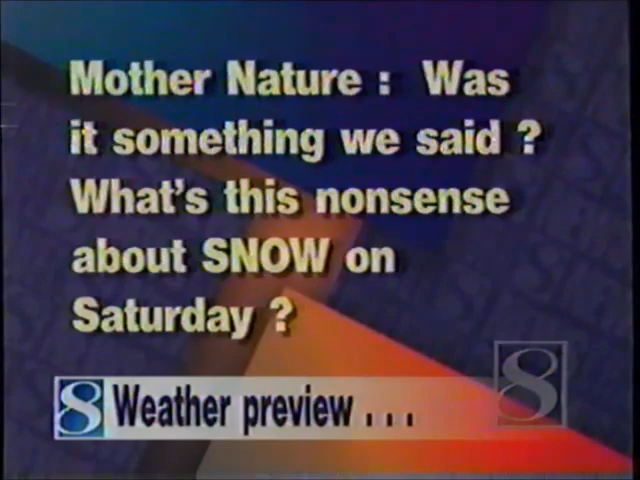 Mother Nature : Was
it something we said ?
What's this nonsense
about SNOW on
Saturday ?
8 Weather preview . . .
8